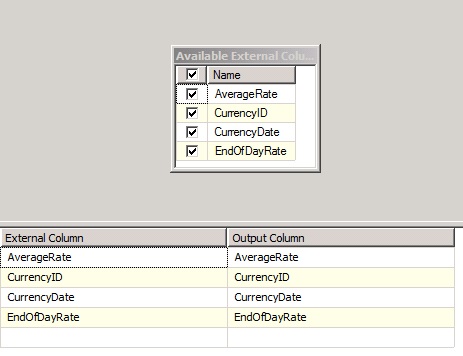 Available External Colu...
Name
AverageRate
CurrencyID
CurrencyDate
EndOfDayRate
External Column Output Column
AverageRate AverageRate
CurrencyID CurrencyID
CurrencyDate CurrencyDate
EndOfDayRate EndOfDayRate